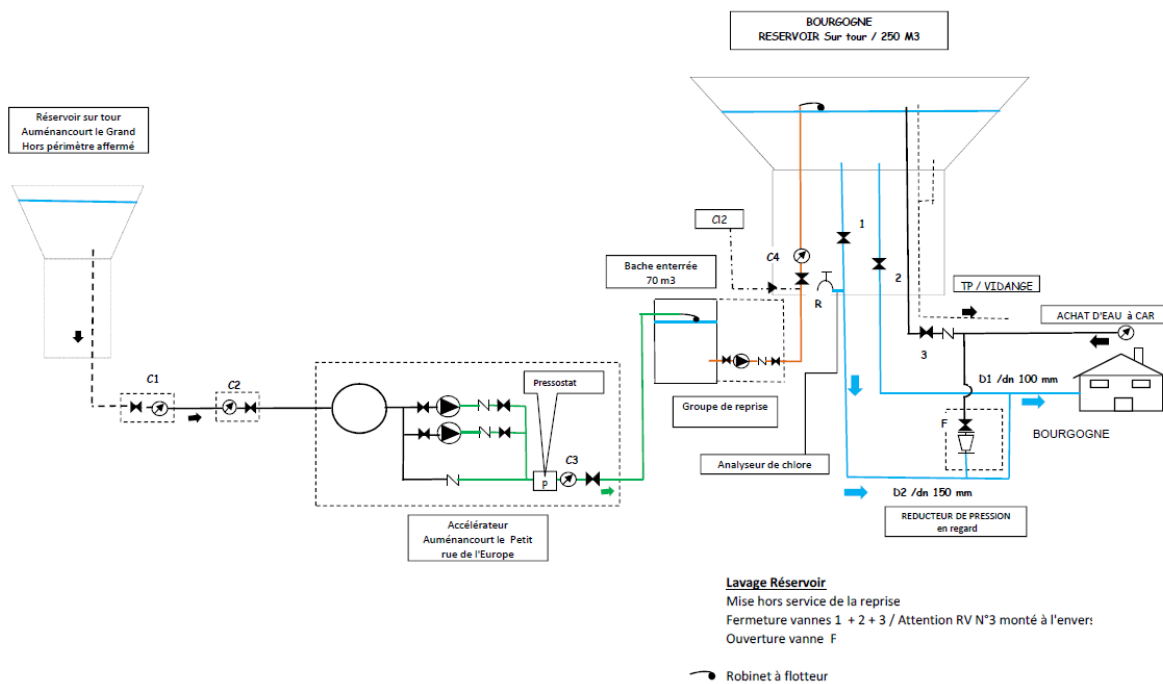 BOURGOGNE
RESERVOIR Sur tour / 250 M3
Réservoir sur tour
Auménancourt le Grand
Hors périmètre affermé
Cl2
1
C4
Bache enterrée
70 m3
2
R
TP / VIDANGE
ACHAT D'EAU à CAR
3
C1
C2
Pressostat
D1 /dn 100 mm
Groupe de reprise
F
BOURGOGNE
C3
Analyseur de chlore
P
D2 /dn 150 mm
REDUCTEUR DE PRESSION
en regard
Accélérateur
Auménancourt le Petit
rue de l'Europe
Lavage Réservoir
Mise hors service de la reprise
Fermeture vannes 1 + 2 + 3 / Attention RV N°3 monté à l'envers
Ouverture vanne F
Robinet à flotteur